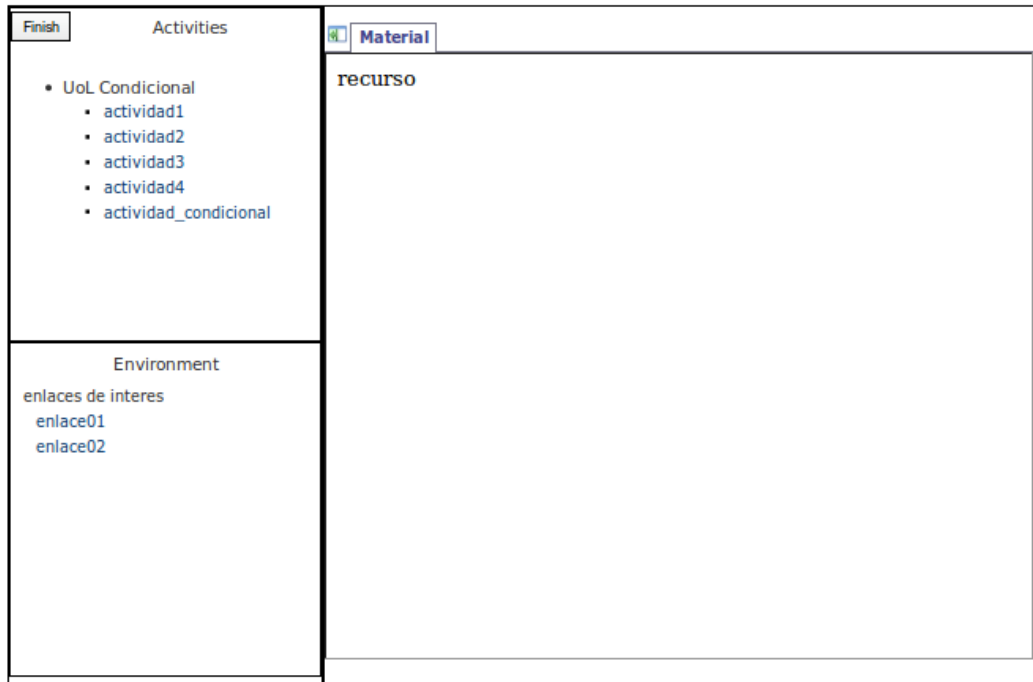 Finish
Activities
UoL Condicional
actividad1
actividad2
actividad3
actividad4
actividad_condicional
Environment
enlaces de interes
enlace01
enlace02
Material
recurso